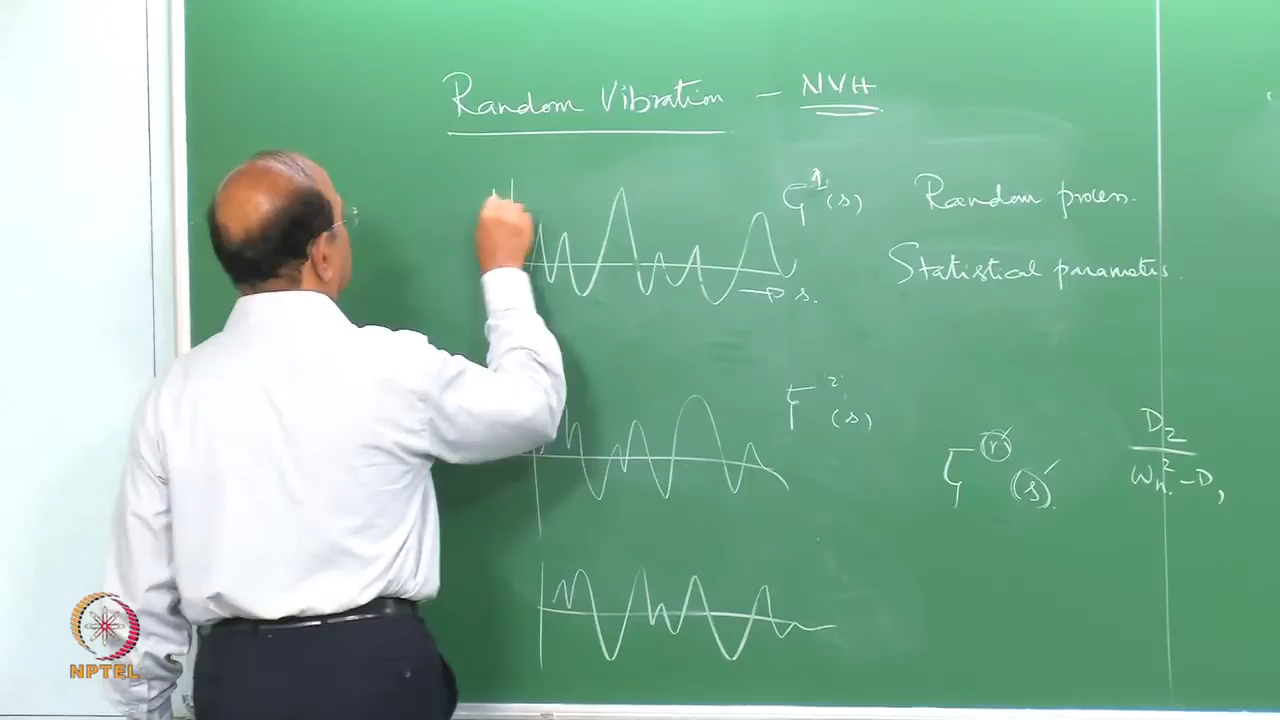 Random Vibration - NVH
ζ¹(s) Random process.
→ s. Statistical parameters.
ζ²(s)
ζ^r(s) D₂/(ωn² - D₁
NPTEL